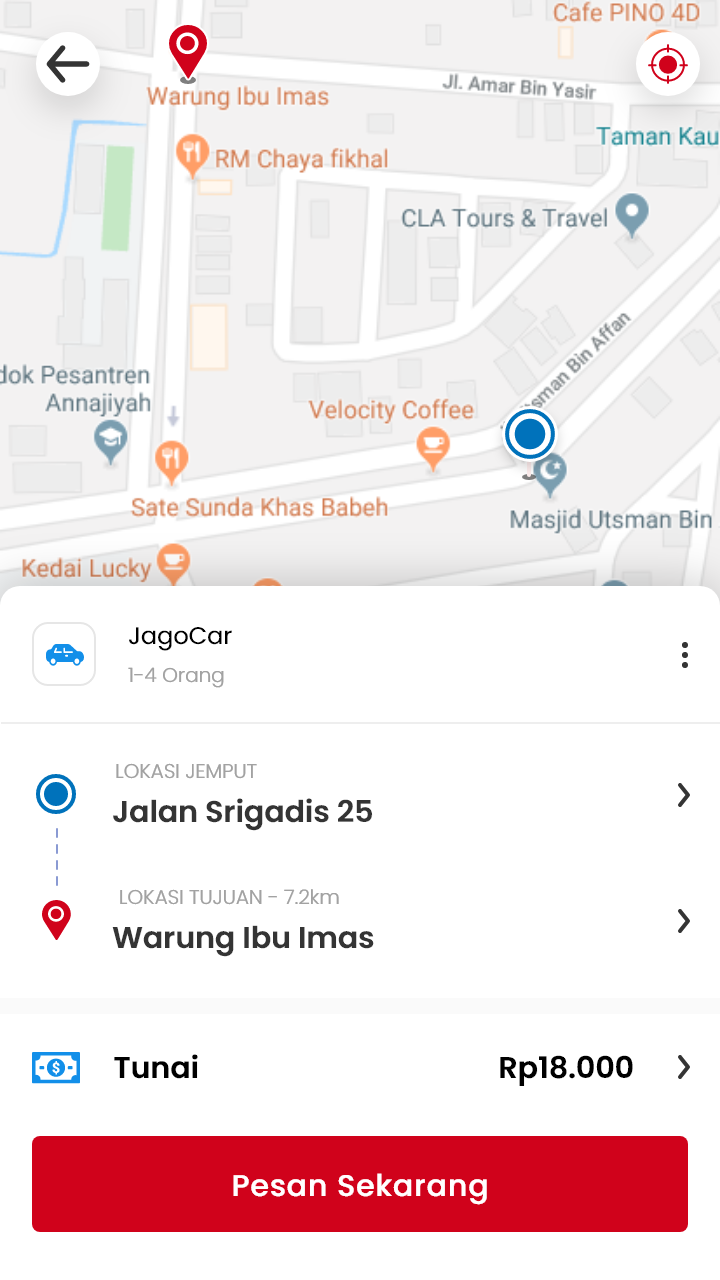 Cafe PINO 4D
Jl. Amar Bin Yasir
Warung Ibu Imas
Taman Kau
RM Chaya fikhal
CLA Tours & Travel
Utsman Bin Affan
dok Pesantren
Annajiyah
Velocity Coffee
Sate Sunda Khas Babeh
Masjid Utsman Bin
Kedai Lucky
JagoCar
1-4 Orang
LOKASI JEMPUT
Jalan Srigadis 25
LOKASI TUJUAN - 7.2km
Warung Ibu Imas
Tunai
Rp18.000
Pesan Sekarang